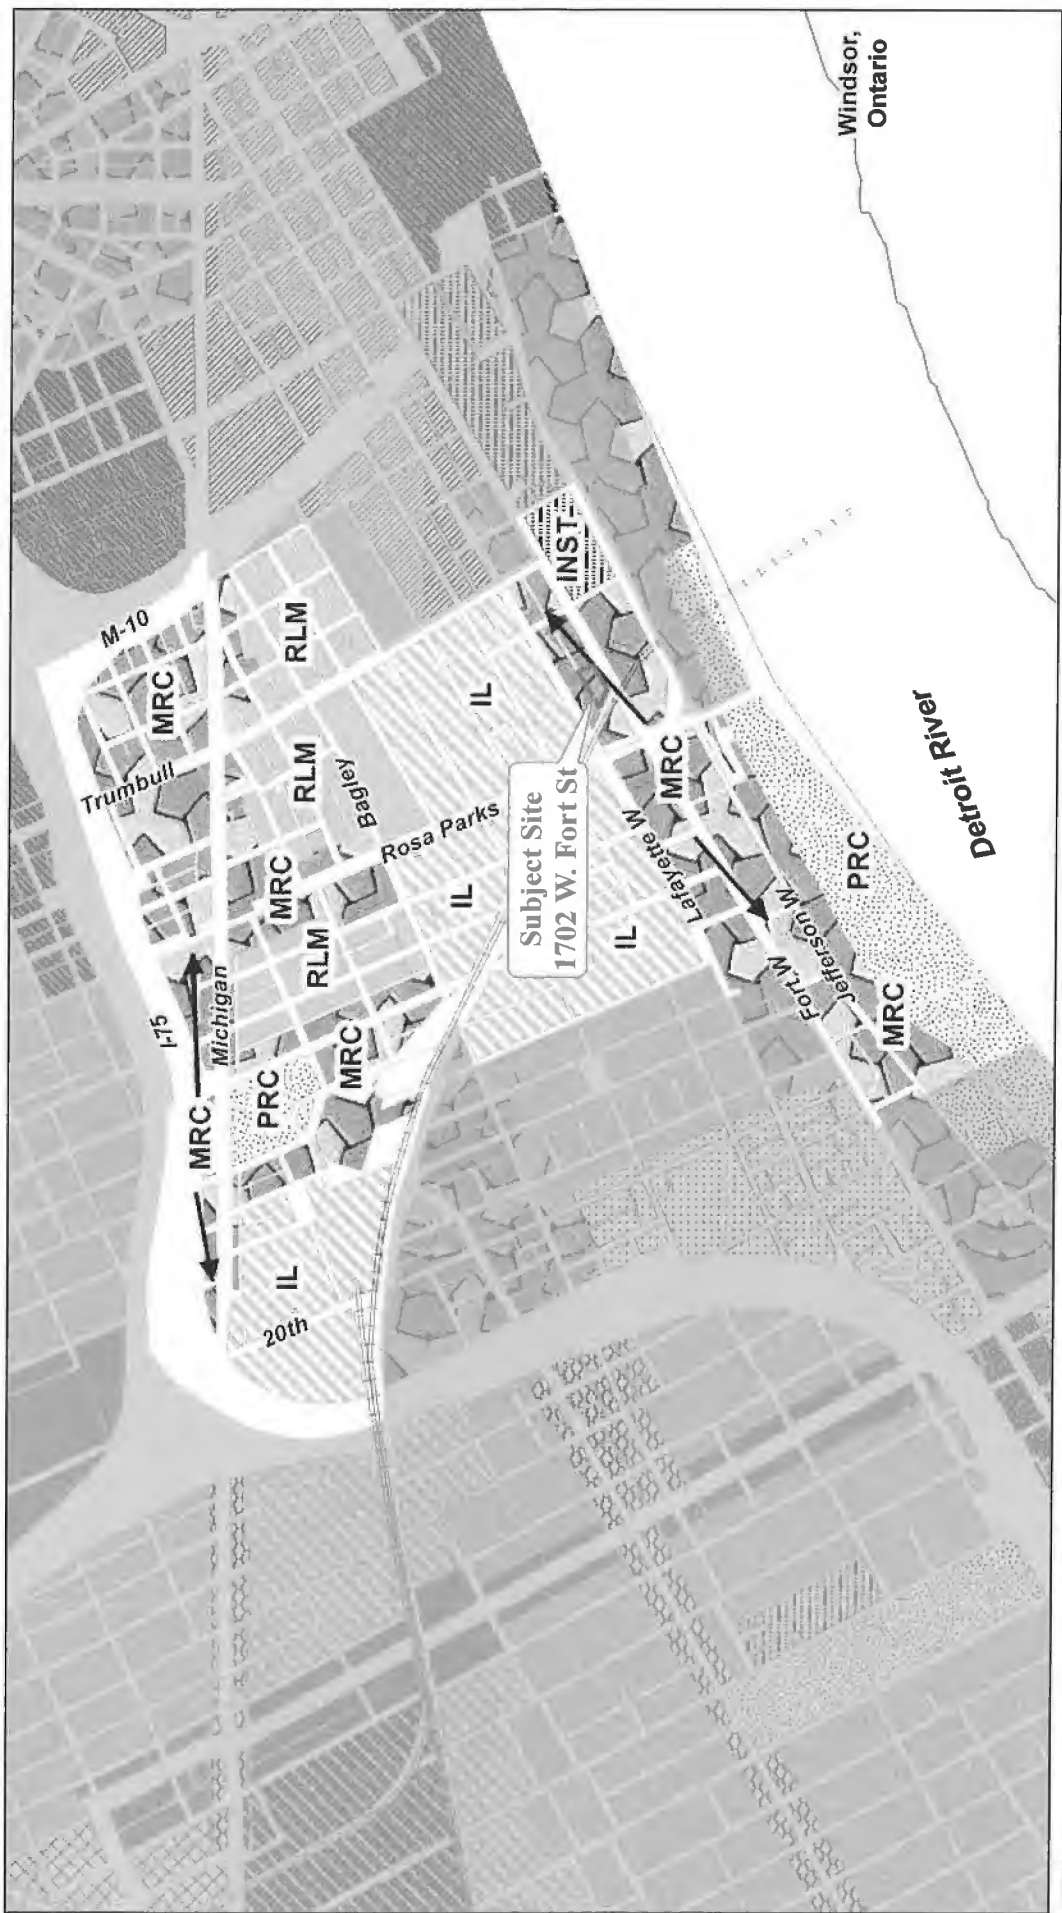 M-10
MRC
Trumbull
RLM
RLM
Bagley
IL
INST
Rosa Parks
MRC
RLM
IL
Subject Site
1702 W. Fort St
MRC
Lafayette W
IL
I-75
Michigan
MRC
PRC
MRC
Fort W
Jefferson W
MRC
PRC
IL
20th
Detroit River
Windsor,
Ontario